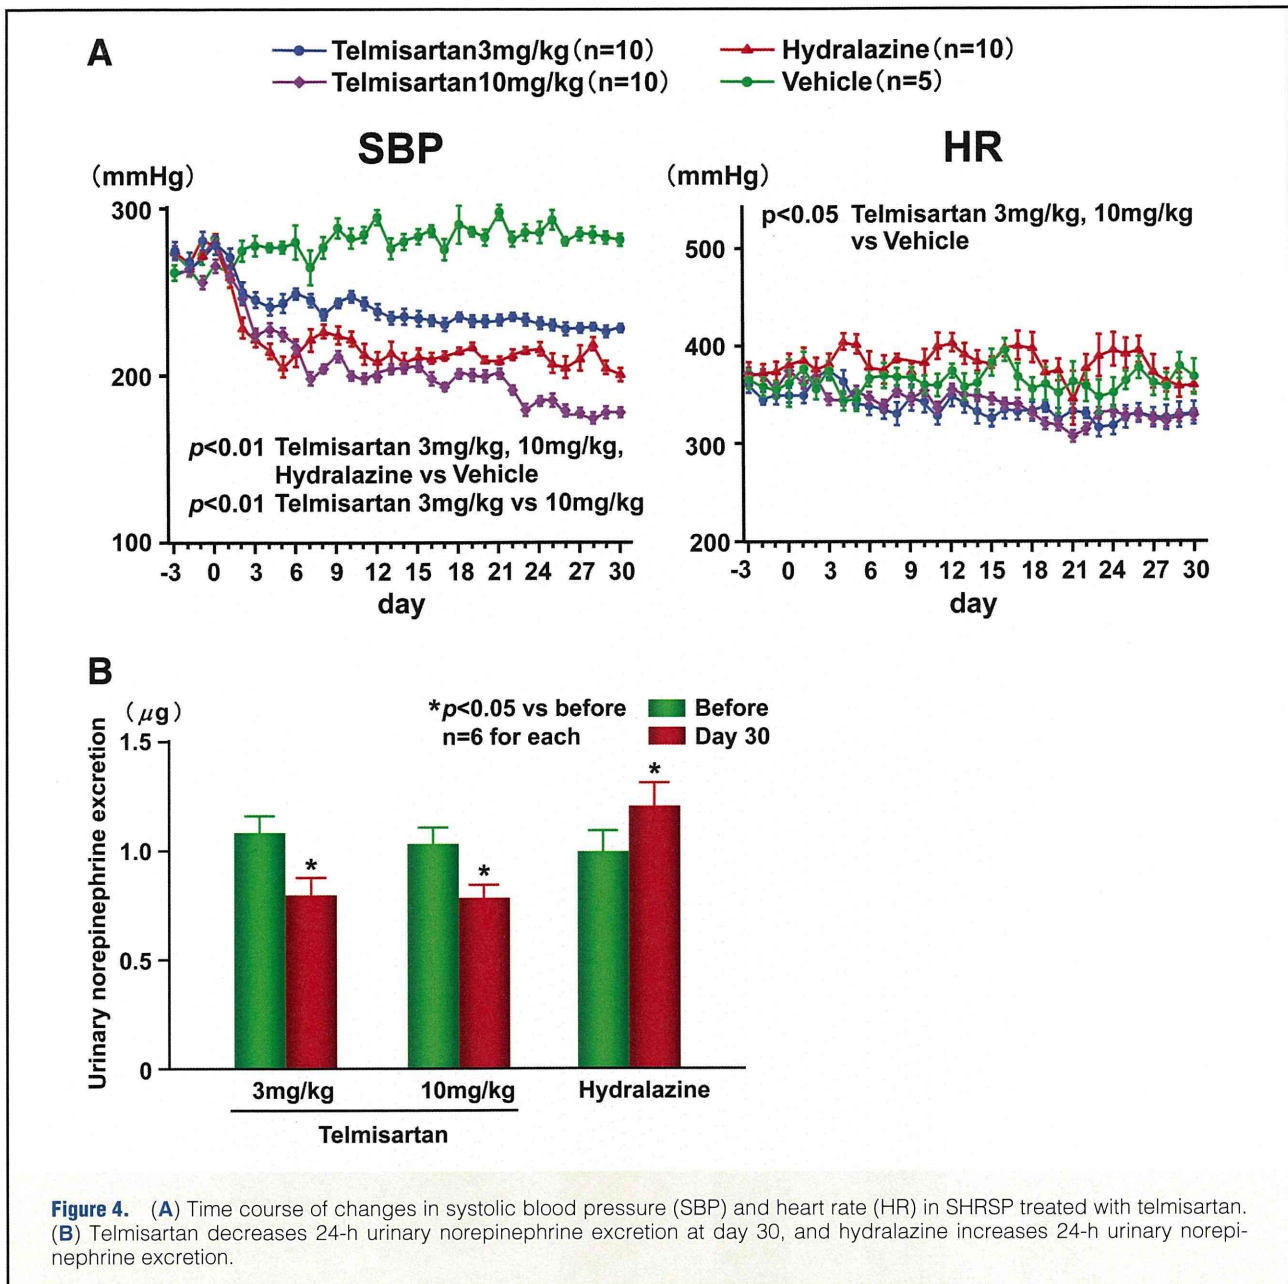 A
Telmisartan3mg/kg(n=10)
Hydralazine(n=10)
Telmisartan10mg/kg(n=10)
Vehicle(n=5)
SBP
(mmHg)
300
200
100
p<0.01 Telmisartan 3mg/kg, 10mg/kg,
Hydralazine vs Vehicle
p<0.01 Telmisartan 3mg/kg vs 10mg/kg
-3 0 3 6 9 12 15 18 21 24 27 30
day
HR
(mmHg)
p<0.05 Telmisartan 3mg/kg, 10mg/kg
vs Vehicle
500
400
300
200
-3 0 3 6 9 12 15 18 21 24 27 30
day
B
(μg)
Urinary norepinephrine excretion
*p<0.05 vs before
n=6 for each
Before
Day 30
1.5
1.0
0.5
0
* * *
3mg/kg 10mg/kg Hydralazine
Telmisartan
Figure 4. (A) Time course of changes in systolic blood pressure (SBP) and heart rate (HR) in SHRSP treated with telmisartan.
(B) Telmisartan decreases 24-h urinary norepinephrine excretion at day 30, and hydralazine increases 24-h urinary norepi-
nephrine excretion.